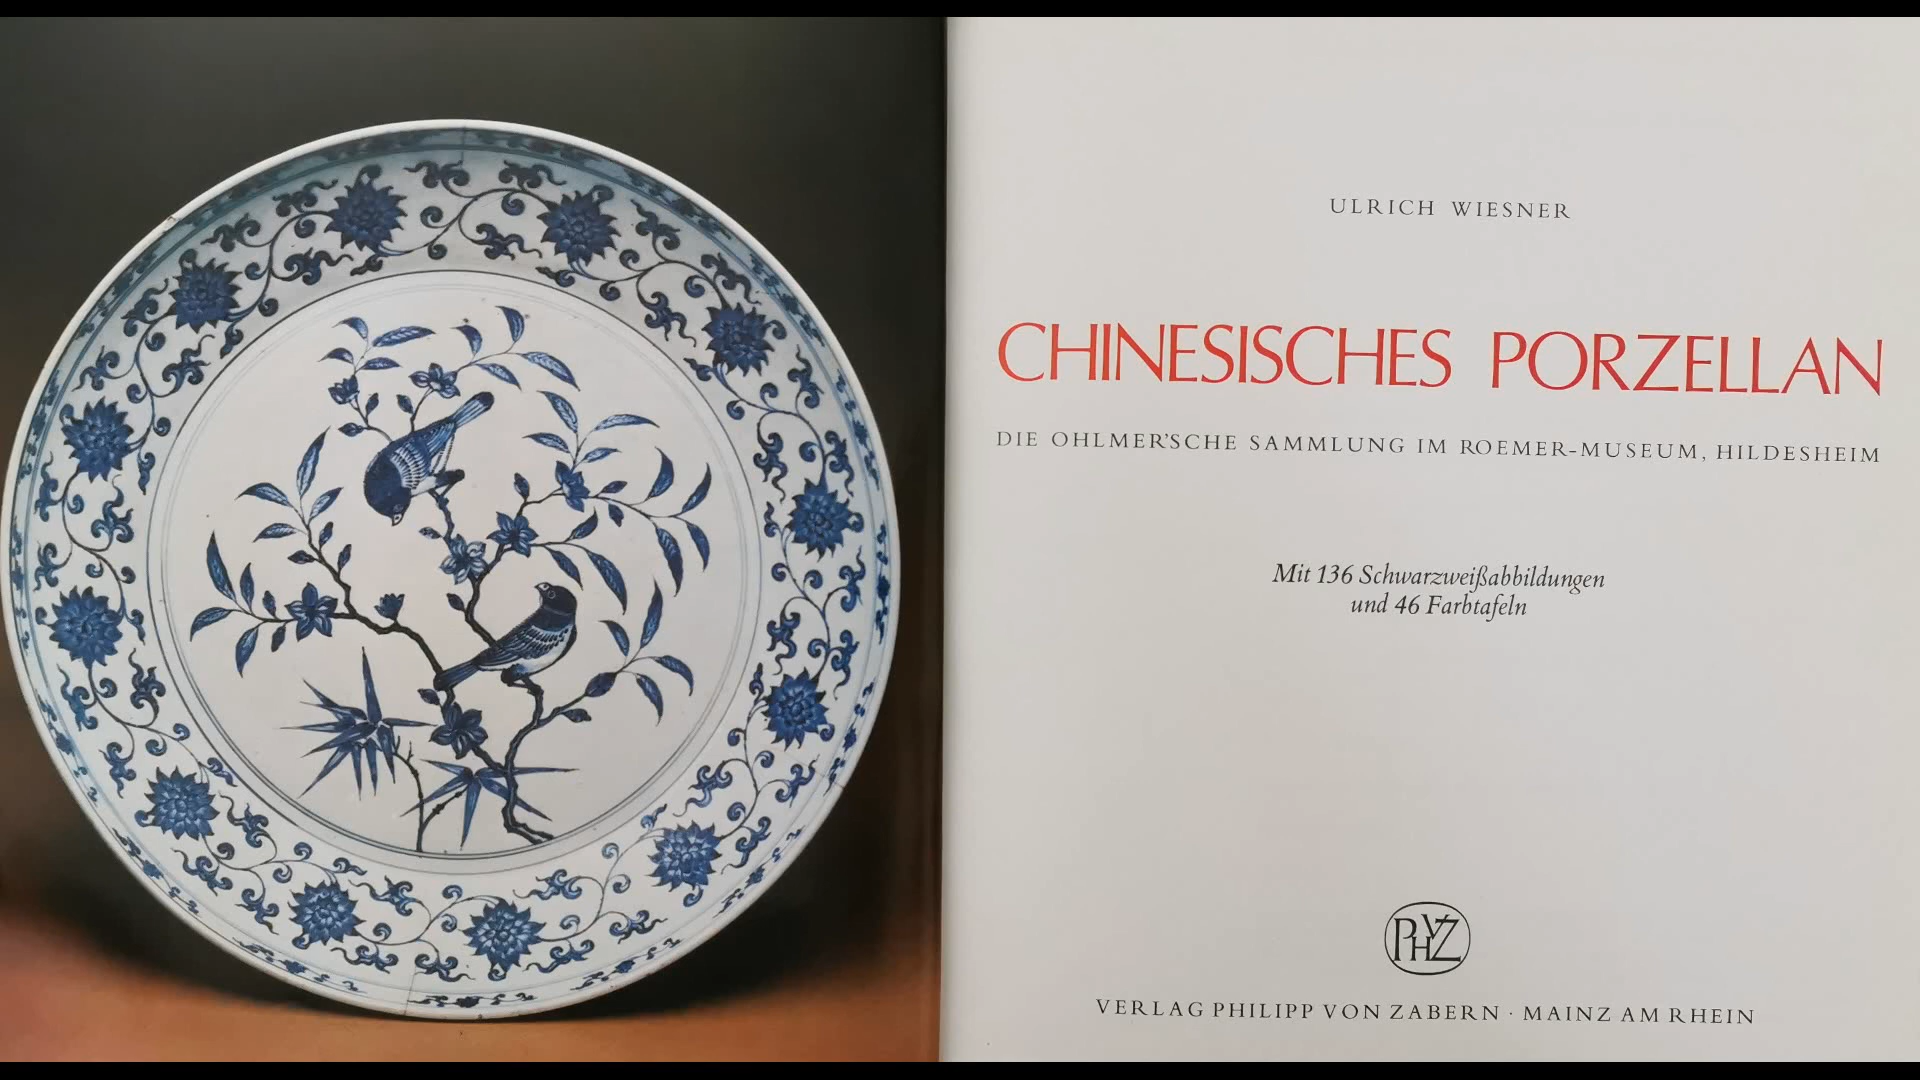 ULRICH WIESNER
CHINESISCHES PORZELLAN
DIE OHLMER'SCHE SAMMLUNG IM ROEMER-MUSEUM, HILDESHEIM
Mit 136 Schwarzweißabbildungen
und 46 Farbtafeln
PHVZ
VERLAG PHILIPP VON ZABERN · MAINZ AM RHEIN